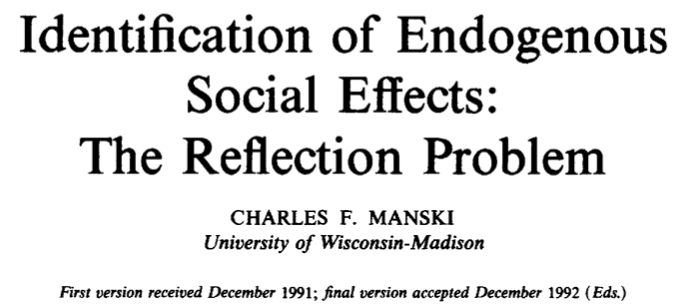 Identification of Endogenous
Social Effects:
The Reflection Problem
CHARLES F. MANSKI
University of Wisconsin-Madison
First version received December 1991; final version accepted December 1992 (Eds.)